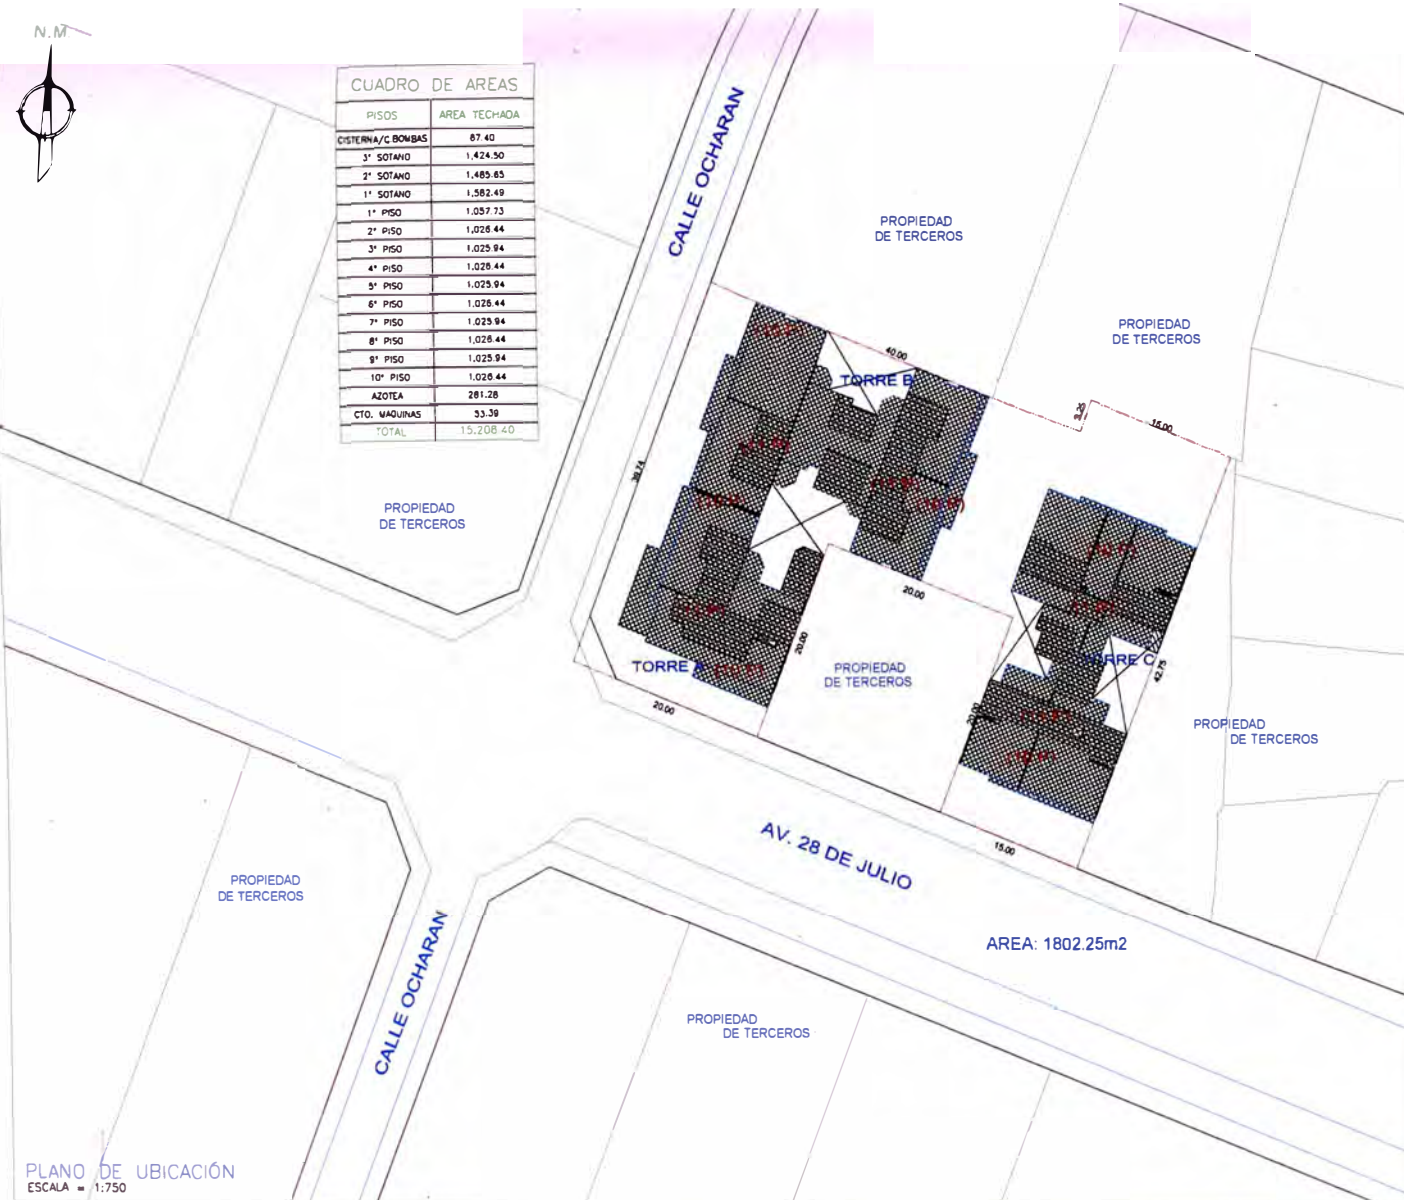 N.M
CUADRO DE AREAS
PISOS AREA TECHADA
CISTERNA/C.BOMBAS 87.40
3° SOTANO 1,424.50
2° SOTANO 1,485.65
1° SOTANO 1,582.49
1° PISO 1,057.73
2° PISO 1,026.44
3° PISO 1,025.94
4° PISO 1,026.44
5° PISO 1,025.94
6° PISO 1,026.44
7° PISO 1,025.94
8° PISO 1,026.44
9° PISO 1,025.94
10° PISO 1,026.44
AZOTEA 281.28
CTO. MAQUINAS 53.39
TOTAL 15,208.40
CALLE OCHARAN
PROPIEDAD
DE TERCEROS
PROPIEDAD
DE TERCEROS
40.00
TORRE B
3.25
15.00
39.74
PROPIEDAD
DE TERCEROS
20.00
20.00
TORRE
PROPIEDAD
DE TERCEROS
TORRE C
42.75
20.00
PROPIEDAD
DE TERCEROS
15.00
AV. 28 DE JULIO
PROPIEDAD
DE TERCEROS
AREA: 1802.25m2
CALLE OCHARAN
PROPIEDAD
DE TERCEROS
PLANO DE UBICACIÓN
ESCALA = 1:750